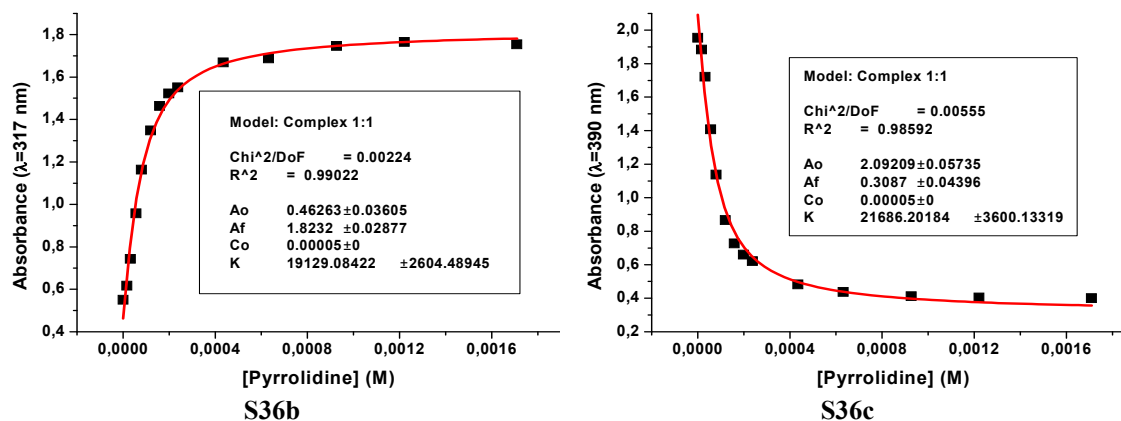 1,8
1,6
1,4
1,2
1,0
0,8
0,6
0,4
Absorbance (λ=317 nm)
Model: Complex 1:1
Chi^2/DoF = 0.00224
R^2 = 0.99022
Ao 0.46263±0.03605
Af 1.8232 ±0.02877
Co 0.00005±0
K 19129.08422 ±2604.48945
0,0000 0,0004 0,0008 0,0012 0,0016
[Pyrrolidine] (M)
S36b
2,0
1,8
1,6
1,4
1,2
1,0
0,8
0,6
0,4
0,2
Absorbance (λ=390 nm)
Model: Complex 1:1
Chi^2/DoF = 0.00555
R^2 = 0.98592
Ao 2.09209±0.05735
Af 0.3087 ±0.04396
Co 0.00005±0
K 21686.20184 ±3600.13319
0,0000 0,0004 0,0008 0,0012 0,0016
[Pyrrolidine] (M)
S36c